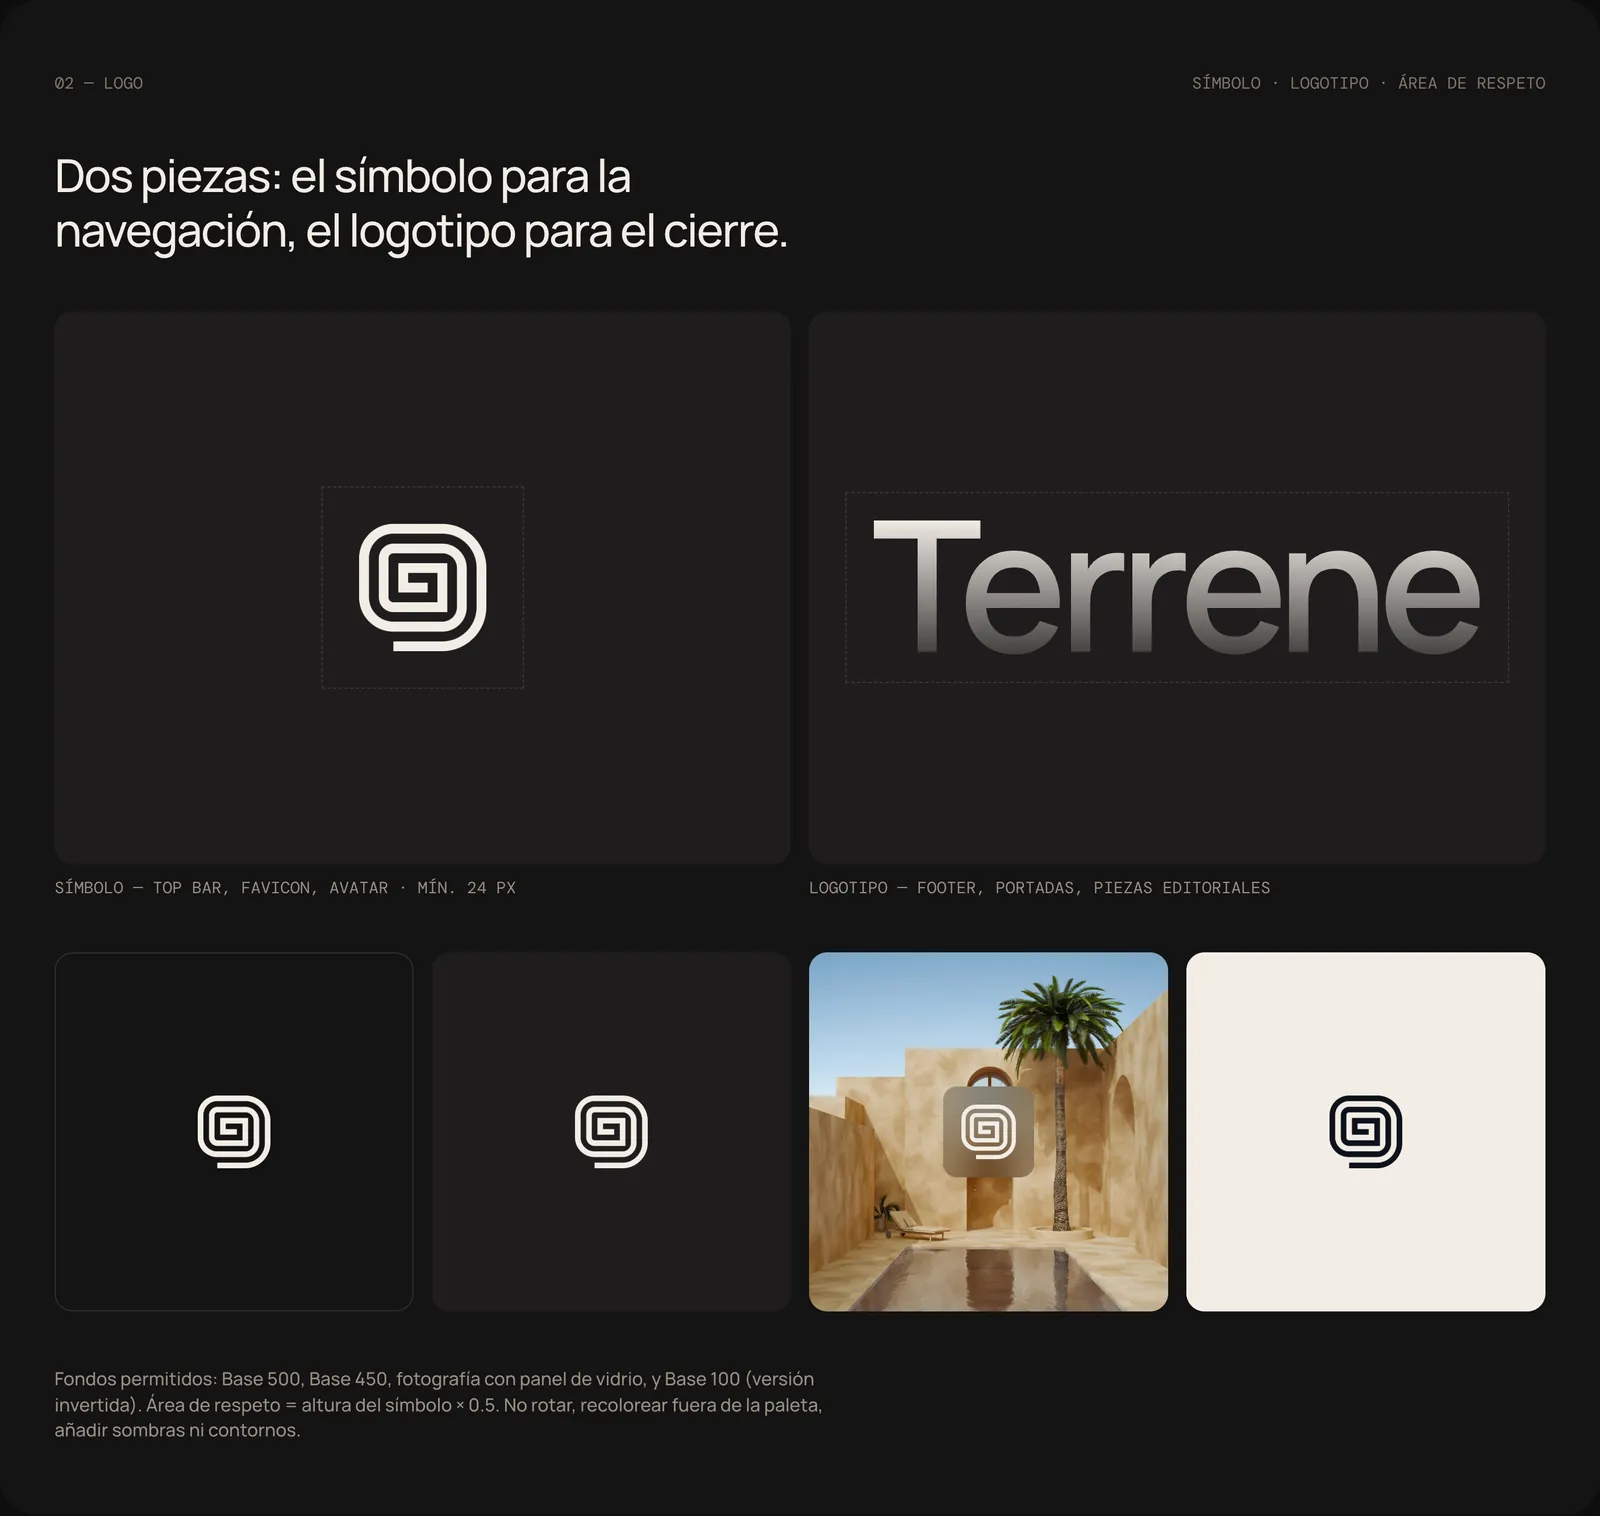 02 — LOGO
SÍMBOLO · LOGOTIPO · ÁREA DE RESPETO
Dos piezas: el símbolo para la
navegación, el logotipo para el cierre.
Terrene
SÍMBOLO — TOP BAR, FAVICON, AVATAR · MÍN. 24 PX
LOGOTIPO — FOOTER, PORTADAS, PIEZAS EDITORIALES
Fondos permitidos: Base 500, Base 450, fotografía con panel de vidrio, y Base 100 (versión
invertida). Área de respeto = altura del símbolo × 0.5. No rotar, recolorear fuera de la paleta,
añadir sombras ni contornos.